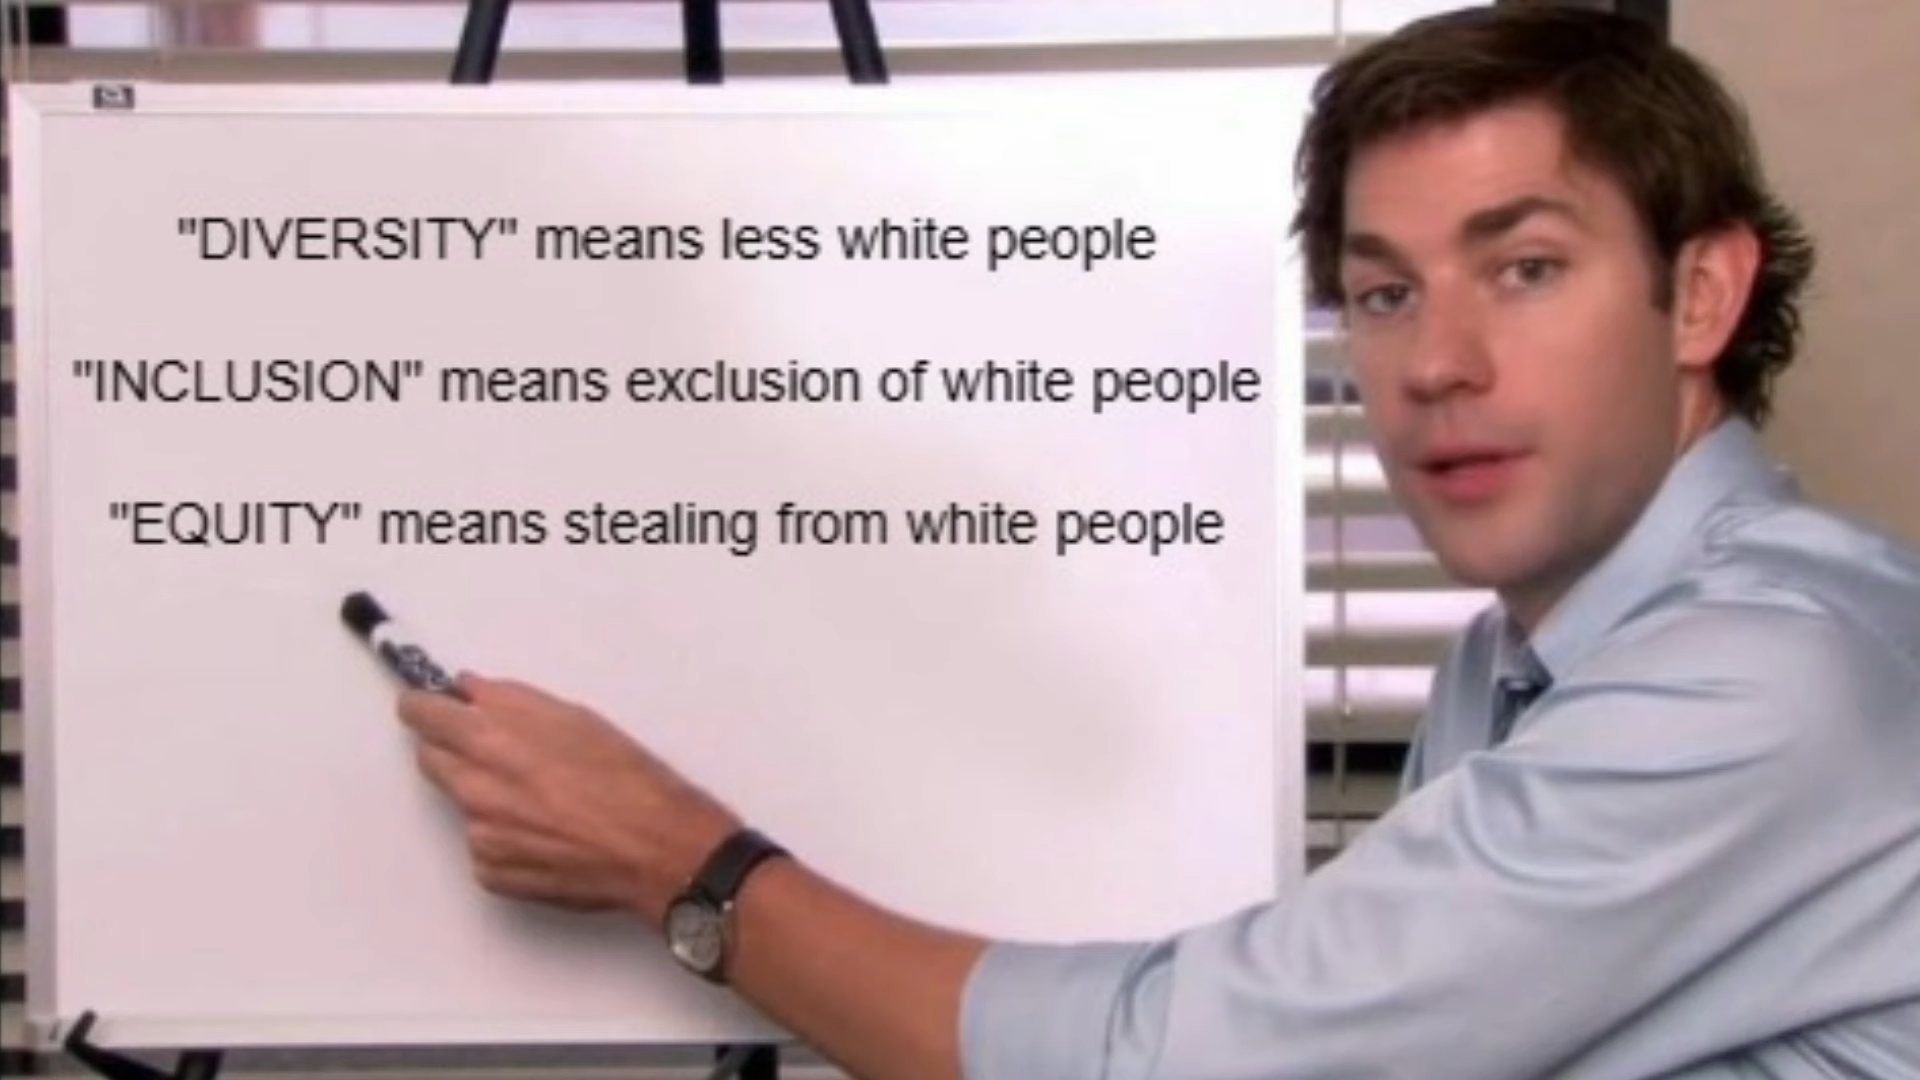 "DIVERSITY" means less white people
"INCLUSION" means exclusion of white people
"EQUITY" means stealing from white people